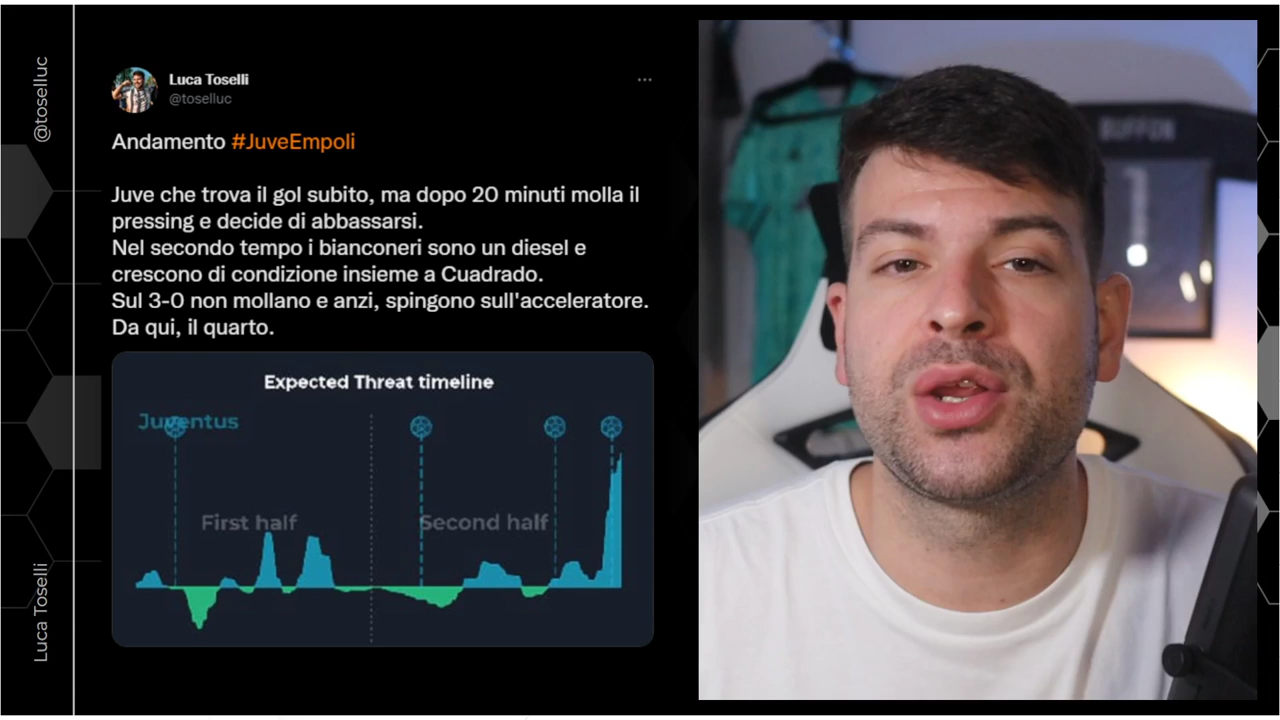 @toselluc
Luca Toselli
Luca Toselli
@toselluc
Andamento #JuveEmpoli
Juve che trova il gol subito, ma dopo 20 minuti molla il
pressing e decide di abbassarsi.
Nel secondo tempo i bianconeri sono un diesel e
crescono di condizione insieme a Cuadrado.
Sul 3-0 non mollano e anzi, spingono sull'acceleratore.
Da qui, il quarto.
Expected Threat timeline
Juventus
First half
Second half
BUFFON
1